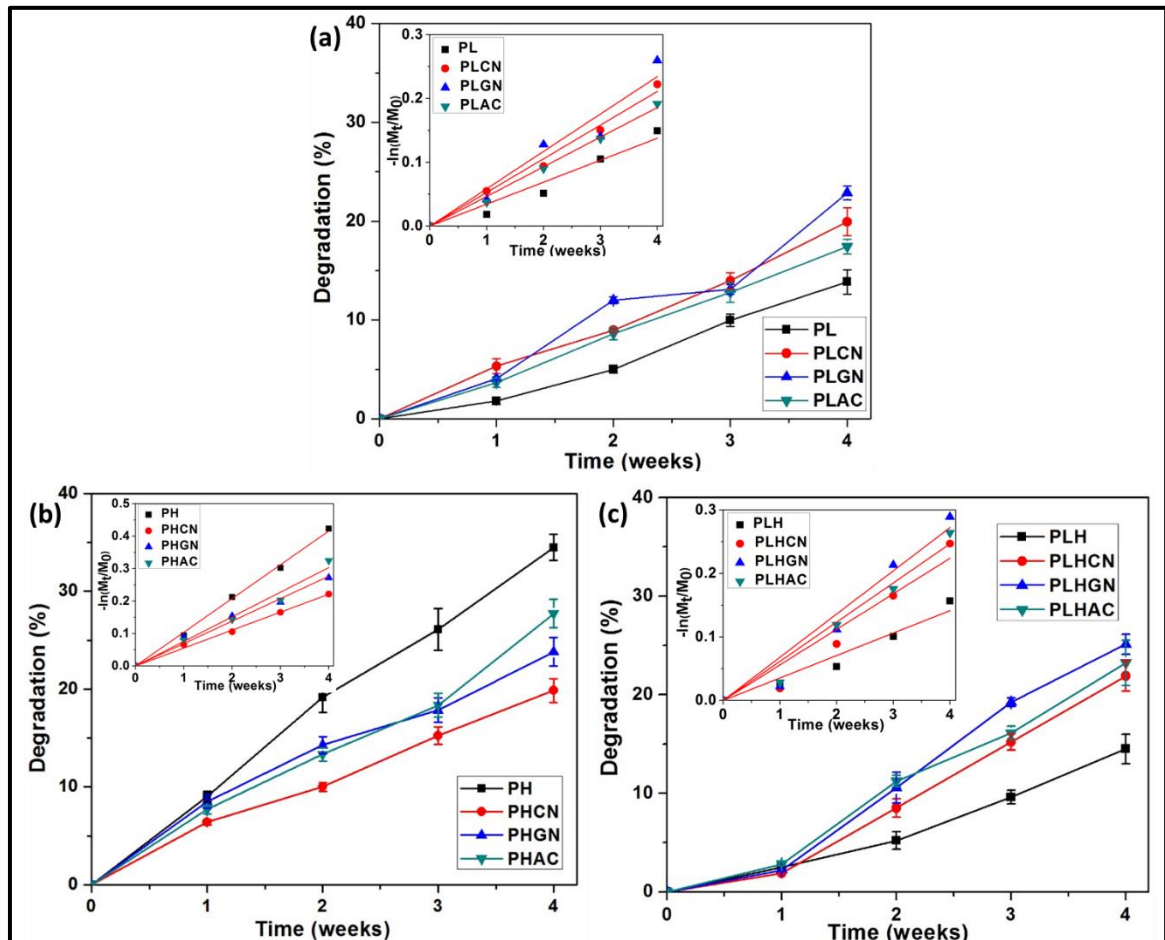 (a)
40
30
20
10
0
Degradation (%)
0 1 2 3 4
Time (weeks)
PL
PLCN
PLGN
PLAC
0.3
0.2
0.1
0.0
-ln(Mt/M0)
0 1 2 3 4
Time (weeks)
PL
PLCN
PLGN
PLAC
(b)
40
30
20
10
0
Degradation (%)
0 1 2 3 4
Time (weeks)
PH
PHCN
PHGN
PHAC
0.5
0.4
0.3
0.2
0.1
0.0
-ln(Mt/M0)
0 1 2 3 4
Time (weeks)
PH
PHCN
PHGN
PHAC
(c)
40
30
20
10
0
Degradation (%)
0 1 2 3 4
Time (weeks)
PLH
PLHCN
PLHGN
PLHAC
0.3
0.2
0.1
0.0
-ln(Mt/M0)
0 1 2 3 4
Time (weeks)
PLH
PLHCN
PLHGN
PLHAC